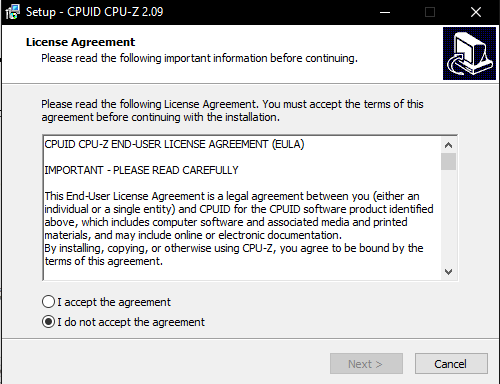 Setup - CPUID CPU-Z 2.09
License Agreement
Please read the following important information before continuing.
Please read the following License Agreement. You must accept the terms of this
agreement before continuing with the installation.
CPUID CPU-Z END-USER LICENSE AGREEMENT (EULA)
IMPORTANT - PLEASE READ CAREFULLY
This End-User License Agreement is a legal agreement between you (either an
individual or a single entity) and CPUID for the CPUID software product identified
above, which includes computer software and associated media and printed
materials, and may include online or electronic documentation.
By installing, copying, or otherwise using CPU-Z, you agree to be bound by the
terms of this agreement.
I accept the agreement
I do not accept the agreement
Next >
Cancel